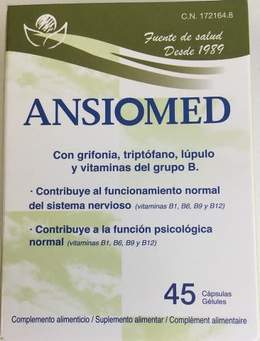 C.N. 172164.8
Fuente de salud
Desde 1989
ANSIOMED
Con grifonia, triptófano, lúpulo
y vitaminas del grupo B.
· Contribuye al funcionamiento normal
del sistema nervioso (vitaminas B1, B6, B9 y B12)
· Contribuye a la función psicológica
normal (vitaminas B1, B6, B9 y B12)
45 Cápsulas
Gélules
Complemento alimenticio / Suplemento alimentar / Complément alimentaire